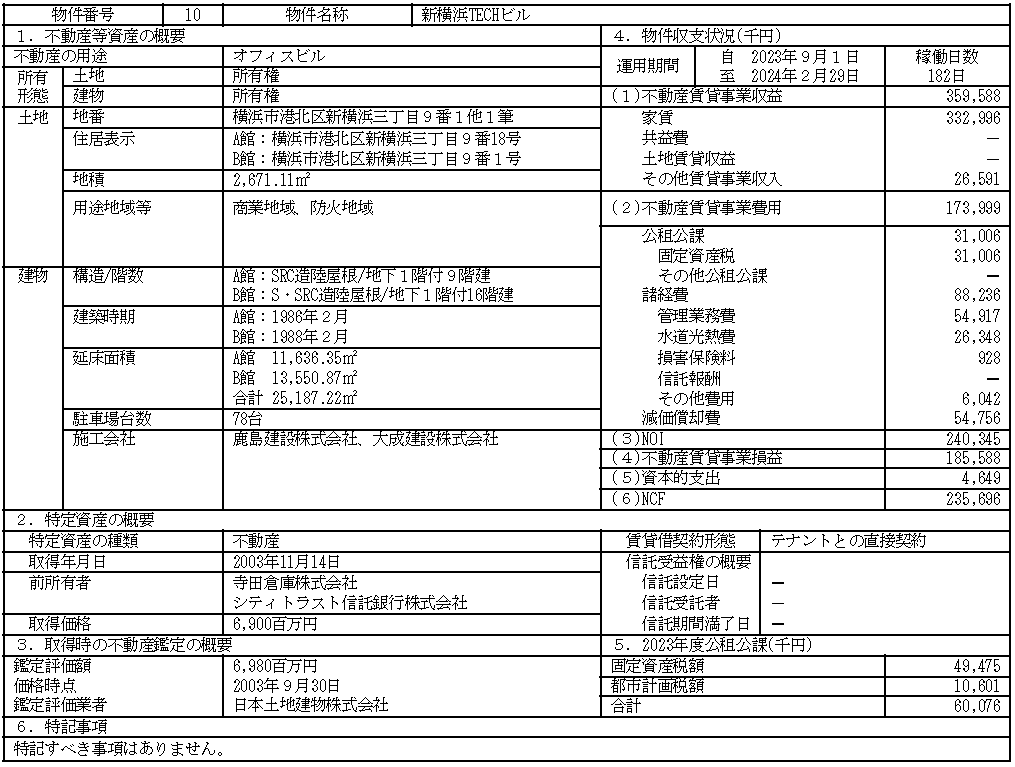 物件番号 10 物件名称 新横浜TECHビル
１．不動産等資産の概要
不動産の用途 オフィスビル
所有形態 土地 所有権
建物 所有権
土地 地番 横浜市港北区新横浜三丁目９番１他１筆
住居表示 A館：横浜市港北区新横浜三丁目９番18号
B館：横浜市港北区新横浜三丁目９番１号
地積 2,671.11㎡
用途地域等 商業地域、防火地域
建物 構造/階数 A館：SRC造陸屋根/地下１階付９階建
B館：S・SRC造陸屋根/地下１階付16階建
建築時期 A館：1986年２月
B館：1988年２月
延床面積 A館 11,636.35㎡
B館 13,550.87㎡
合計 25,187.22㎡
駐車場台数 78台
施工会社 鹿島建設株式会社、大成建設株式会社
４．物件収支状況(千円)
運用期間 自 2023年９月１日 稼働日数
至 2024年２月29日 182日
(１)不動産賃貸事業収益 359,588
家賃 332,996
共益費 －
土地賃貸収益 －
その他賃貸事業収入 26,591
(２)不動産賃貸事業費用 173,999
公租公課 31,006
固定資産税 31,006
その他公租公課 －
諸経費 88,236
管理業務費 54,917
水道光熱費 26,348
損害保険料 928
信託報酬 －
その他費用 6,042
減価償却費 54,756
(３)NOI 240,345
(４)不動産賃貸事業損益 185,588
(５)資本的支出 4,649
(６)NCF 235,696
２．特定資産の概要
特定資産の種類 不動産
取得年月日 2003年11月14日
前所有者 寺田倉庫株式会社
シティトラスト信託銀行株式会社
取得価格 6,900百万円
賃貸借契約形態 テナントとの直接契約
信託受益権の概要
信託設定日 －
信託受託者 －
信託期間満了日 －
３．取得時の不動産鑑定の概要
鑑定評価額 6,980百万円
価格時点 2003年９月30日
鑑定評価業者 日本土地建物株式会社
５．2023年度公租公課(千円)
固定資産税額 49,475
都市計画税額 10,601
合計 60,076
６．特記事項
特記すべき事項はありません。